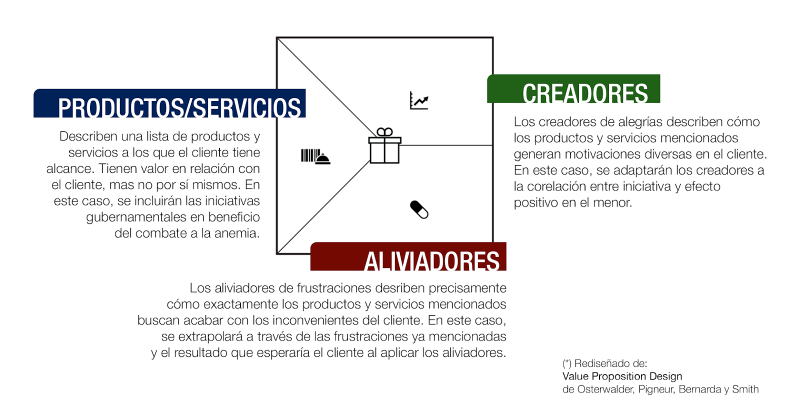 PRODUCTOS/SERVICIOS
Describen una lista de productos y
servicios a los que el cliente tiene
alcance. Tienen valor en relación con
el cliente, mas no por sí mismos. En
este caso, se incluirán las iniciativas
gubernamentales en beneficio
del combate a la anemia.
CREADORES
Los creadores de alegrías describen cómo
los productos y servicios mencionados
generan motivaciones diversas en el cliente.
En este caso, se adaptarán los creadores a
la corelación entre iniciativa y efecto
positivo en el menor.
ALIVIADORES
Los aliviadores de frustraciones desriben precisamente
cómo exactamente los productos y servicios mencionados
buscan acabar con los inconvenientes del cliente. En este caso,
se extrapolará a través de las frustraciones ya mencionadas
y el resultado que esperaría el cliente al aplicar los aliviadores.
(*) Rediseñado de:
Value Proposition Design
de Osterwalder, Pigneur, Bernarda y Smith